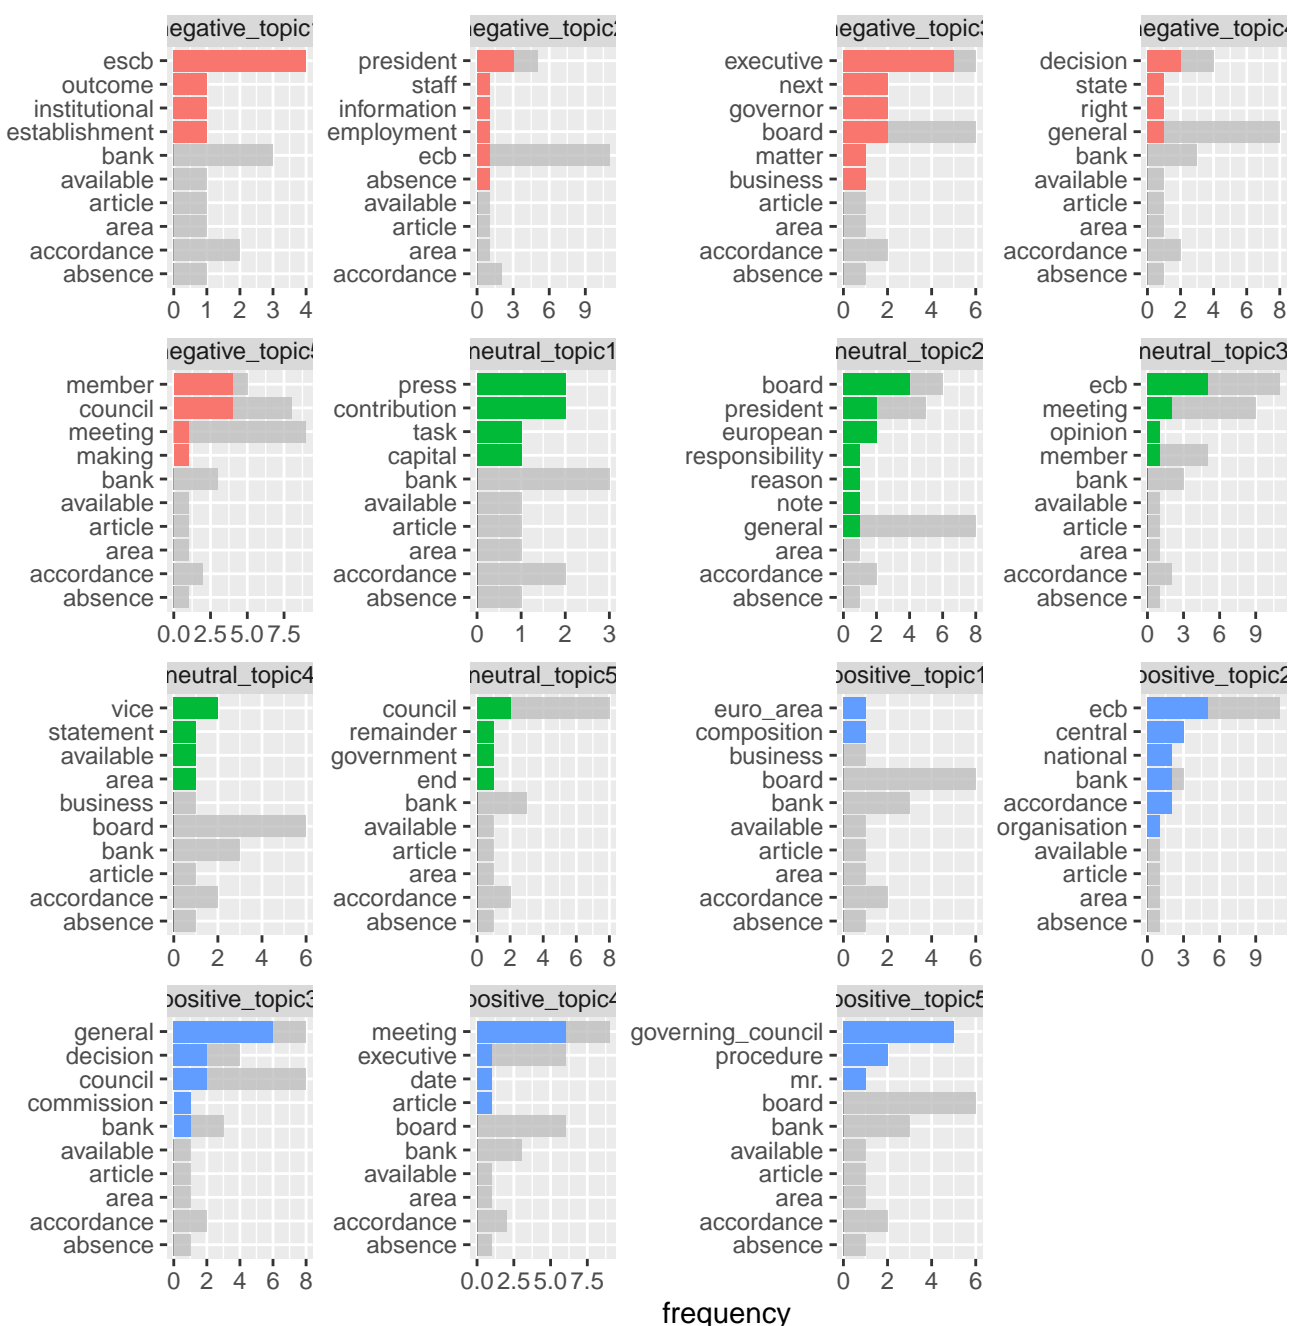 egative_topic
escb
outcome
institutional
establishment
bank
available
article
area
accordance
absence
0 1 2 3 4
egative_topic2
president
staff
information
employment
ecb
absence
available
article
area
accordance
0 3 6 9
egative_topic3
executive
next
governor
board
matter
business
article
area
accordance
absence
0 2 4 6
egative_topic4
decision
state
right
general
bank
available
article
area
accordance
absence
0 2 4 6 8
egative_topic5
member
council
meeting
making
bank
available
article
area
accordance
absence
0.0 2.5 5.0 7.5
neutral_topic1
press
contribution
task
capital
bank
available
article
area
accordance
absence
0 1 2 3
neutral_topic2
board
president
european
responsibility
reason
note
general
area
accordance
absence
0 2 4 6 8
neutral_topic3
ecb
meeting
opinion
member
bank
available
article
area
accordance
absence
0 3 6 9
neutral_topic4
vice
statement
available
area
business
board
bank
article
accordance
absence
0 2 4 6
neutral_topic5
council
remainder
government
end
bank
available
article
area
accordance
absence
0 2 4 6 8
positive_topic1
euro_area
composition
business
board
bank
available
article
area
accordance
absence
0 2 4 6
positive_topic2
ecb
central
national
bank
accordance
organisation
available
article
area
absence
0 3 6 9
positive_topic3
general
decision
council
commission
bank
available
article
area
accordance
absence
0 2 4 6 8
positive_topic4
meeting
executive
date
article
board
bank
available
area
accordance
absence
0.0 2.5 5.0 7.5
positive_topic5
governing_council
procedure
mr.
board
bank
available
article
area
accordance
absence
0 2 4 6
frequency